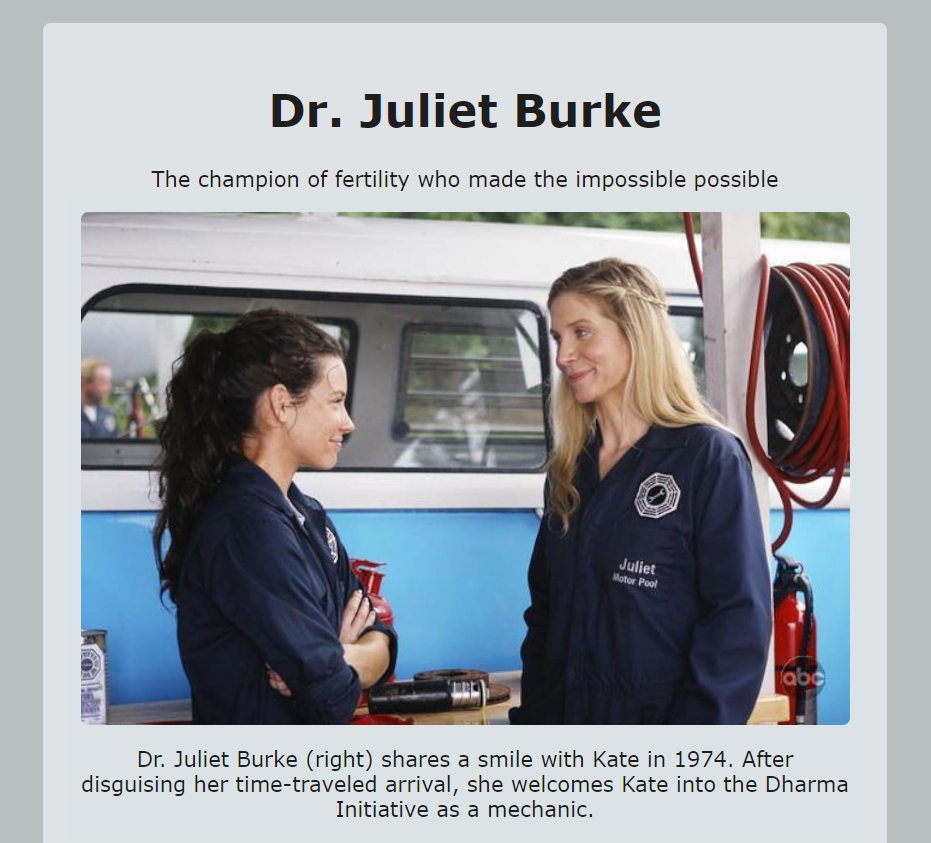 Dr. Juliet Burke
The champion of fertility who made the impossible possible
Juliet
Motor Pool
abc
Dr. Juliet Burke (right) shares a smile with Kate in 1974. After
disguising her time-traveled arrival, she welcomes Kate into the Dharma
Initiative as a mechanic.